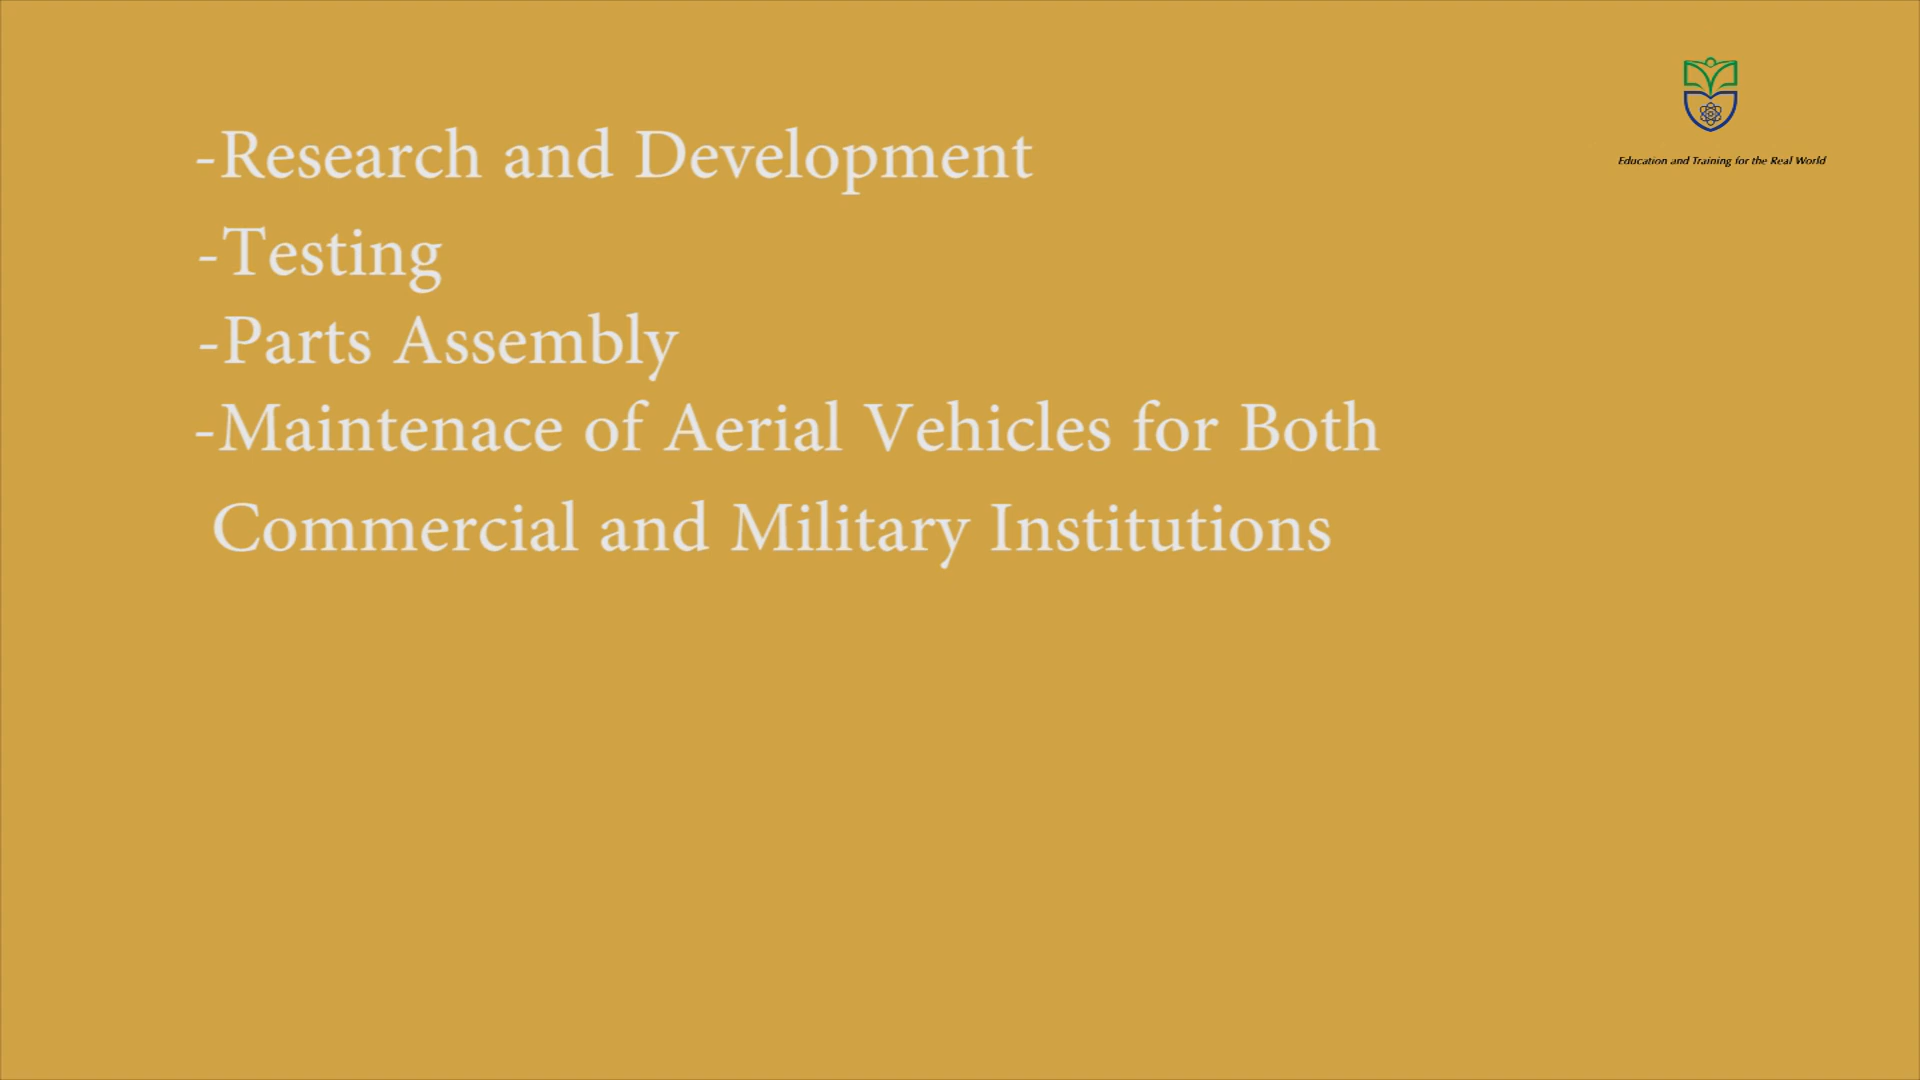 -Research and Development
Education and Training for the Real World
-Testing
-Parts Assembly
-Maintenace of Aerial Vehicles for Both
Commercial and Military Institutions